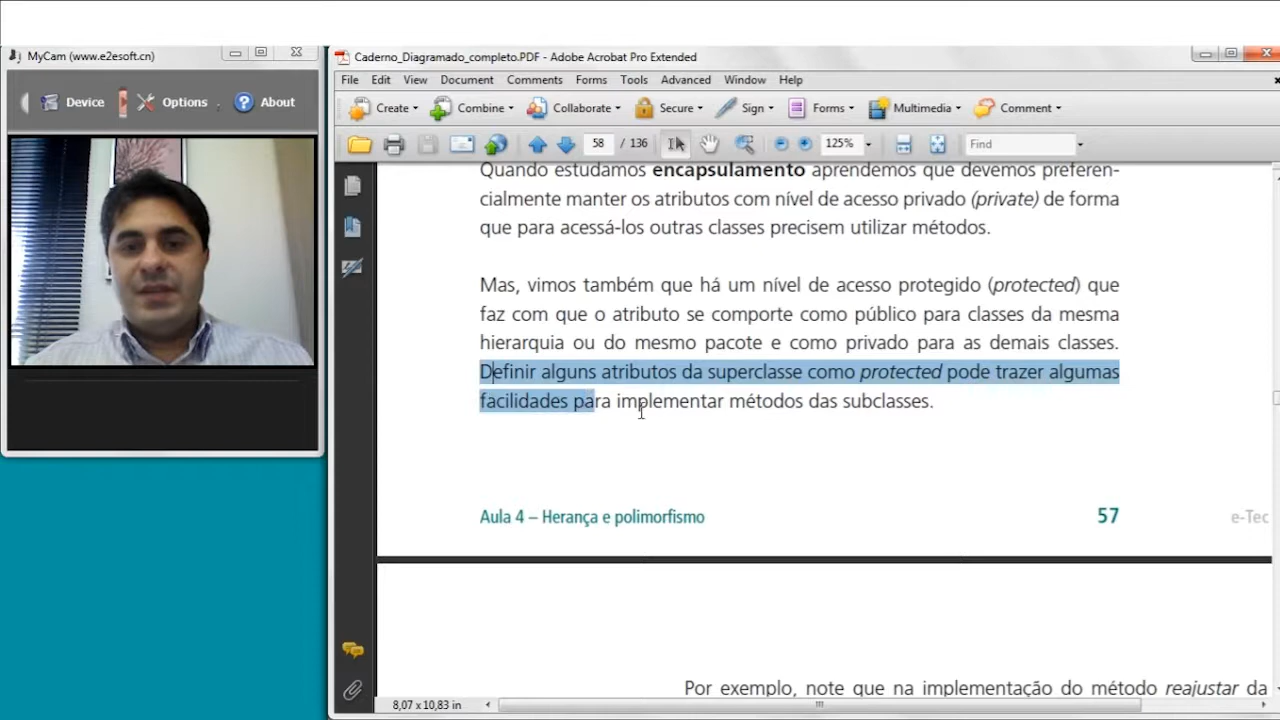 MyCam (www.e2esoft.cn)
Device
Options
About
Caderno_Diagramado_completo.PDF - Adobe Acrobat Pro Extended
File Edit View Document Comments Forms Tools Advanced Window Help
Create Combine Collaborate Secure Sign Forms Multimedia Comment
58 / 136 125% Find
Quando estudamos encapsulamento aprendemos que devemos preferen-
cialmente manter os atributos com nível de acesso privado (private) de forma
que para acessá-los outras classes precisem utilizar métodos.
Mas, vimos também que há um nível de acesso protegido (protected) que
faz com que o atributo se comporte como público para classes da mesma
hierarquia ou do mesmo pacote e como privado para as demais classes.
Definir alguns atributos da superclasse como protected pode trazer algumas
facilidades para implementar métodos das subclasses.
Aula 4 – Herança e polimorfismo 57 e-Tec
Por exemplo, note que na implementação do método reajustar da
8,07 x 10,83 in